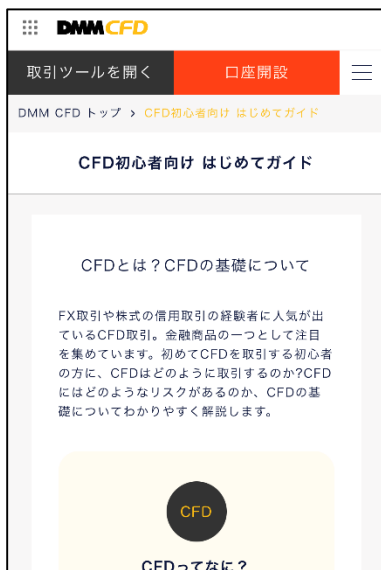 DMM CFD
取引ツールを開く
口座開設
DMM CFD トップ > CFD初心者向け はじめてガイド
CFD初心者向け はじめてガイド
CFDとは？CFDの基礎について
FX取引や株式の信用取引の経験者に人気が出
ているCFD取引。金融商品の一つとして注目
を集めています。初めてCFDを取引する初心者
の方に、CFDはどのように取引するのか?CFD
にはどのようなリスクがあるのか、CFDの基
礎についてわかりやすく解説します。
CFD
CFDってなに？